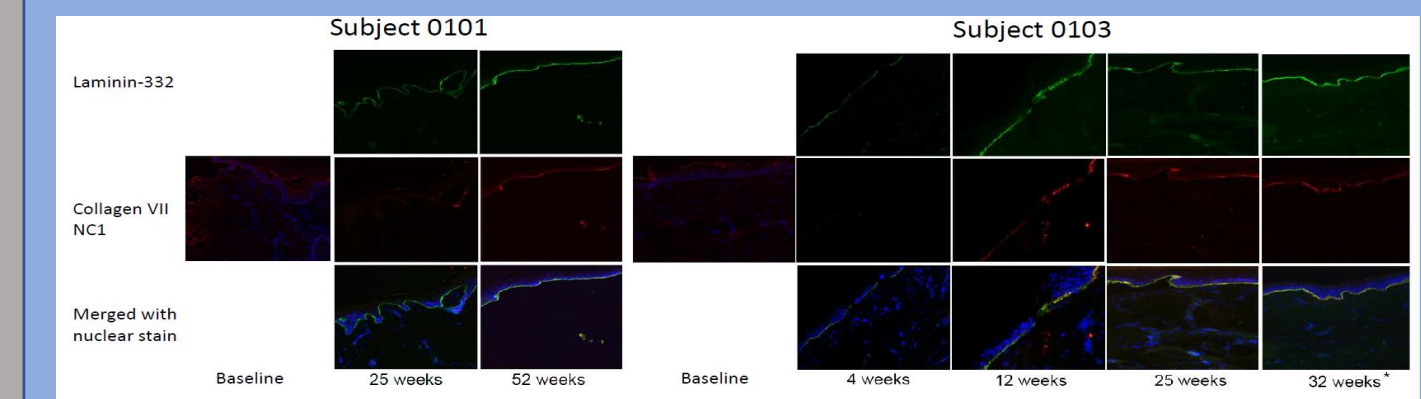 Subject 0101
Subject 0103
Laminin-332
Collagen VII
NC1
Merged with
nuclear stain
Baseline
25 weeks
52 weeks
Baseline
4 weeks
12 weeks
25 weeks
32 weeks*